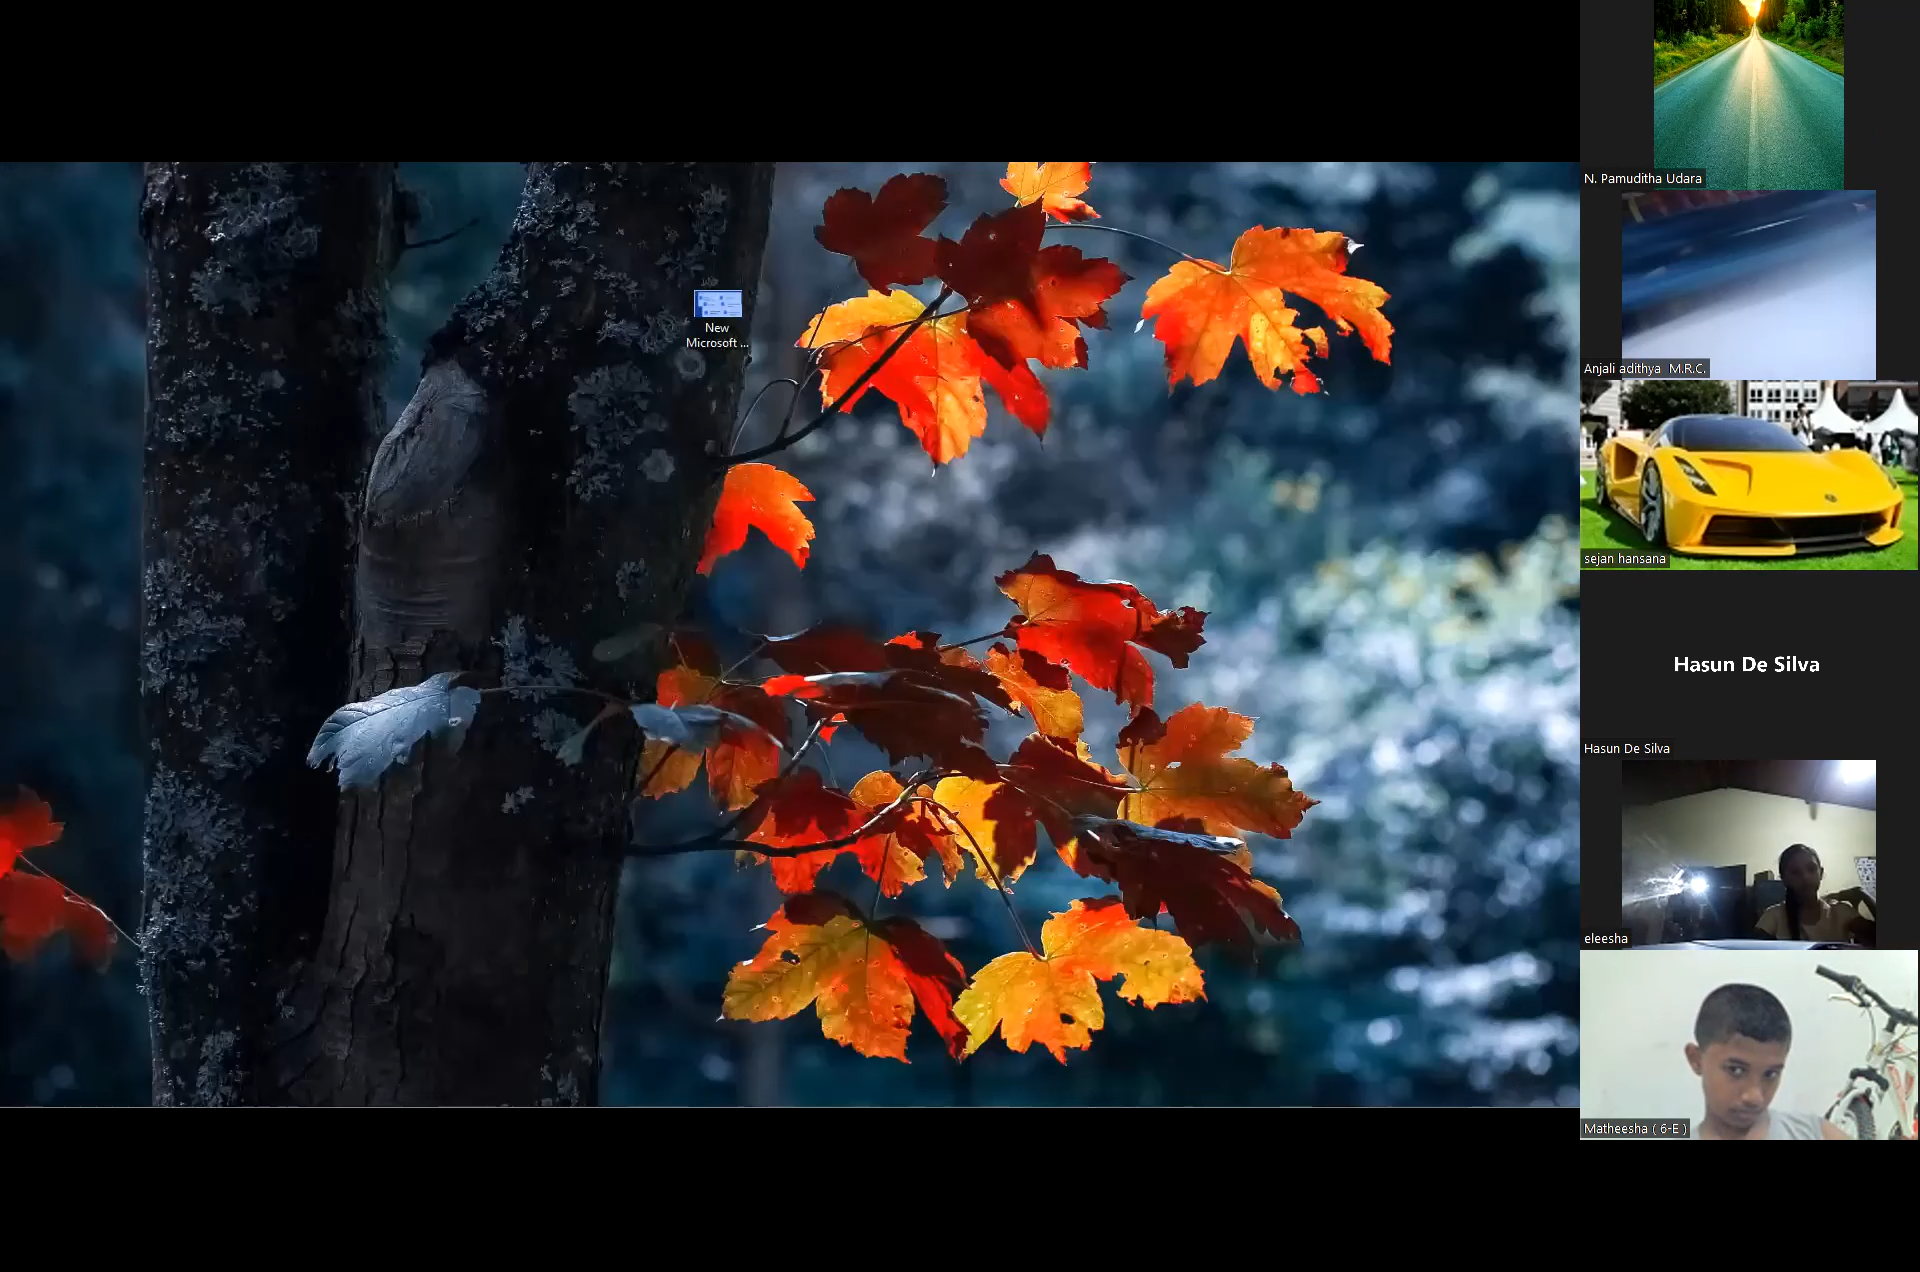 New
Microsoft ...
N. Pamuditha Udara
Anjali adithya M.R.C.
sejan hansana
Hasun De Silva
Hasun De Silva
eleesha
Matheesha ( 6-E )